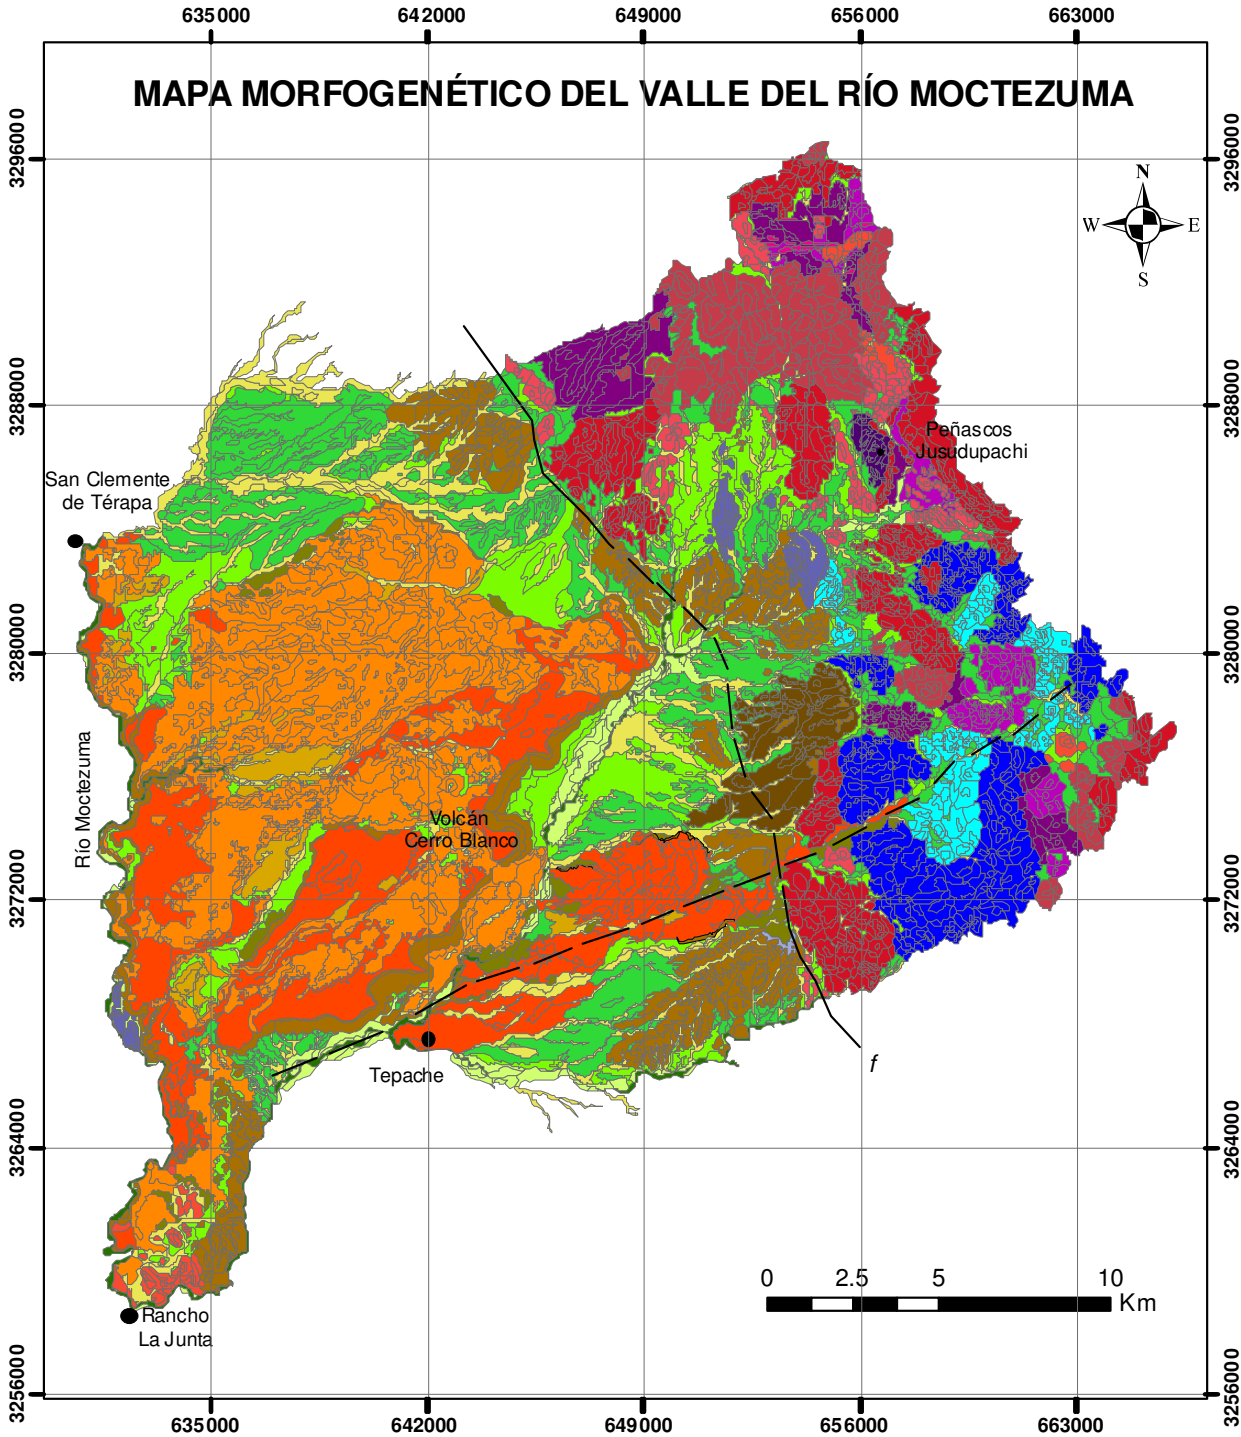 635000 642000 649000 656000 663000
MAPA MORFOGENÉTICO DEL VALLE DEL RÍO MOCTEZUMA
3296000 3296000
N
W E
S
3288000 3288000
Peñascos
Jusudupachi
San Clemente
de Térapa
3280000 3280000
Río Moctezuma
Volcán
Cerro Blanco
3272000 3272000
f
Tepache
3264000 3264000
0 2.5 5 10
Km
Rancho
La Junta
3256000 3256000
635000 642000 649000 656000 663000